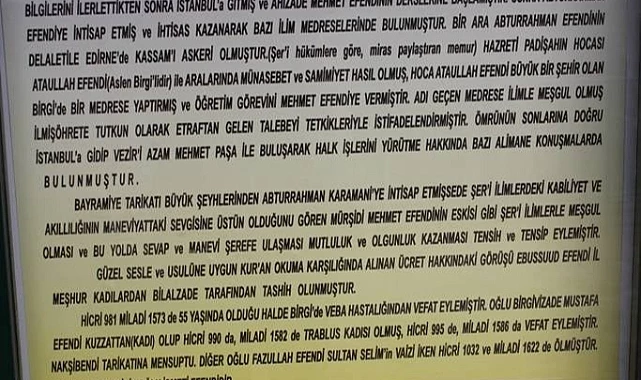 BİLGİLERİNİ İLERLETTİKTEN SONRA İSTANBUL'a GİTMİŞ ve AHIZADE MEHMET EFENDİNİN DERSLERİNE
EFENDİYE İNTİSAP ETMİŞ ve İHTİSAS KAZANARAK BAZI İLİM MEDRESELERİNDE BULUNMUŞTUR. BİR ARA ABTURRAHMAN EFENDİNİN
DELALETİLE EDİRNE'de KASSAM'I ASKERİ OLMUŞTUR.(Şer'i hükümlere göre, miras paylaştıran memur) HAZRETİ PADİŞAHIN HOCASI
ATAULLAH EFENDİ(Aslen Birgi'lidir) ile ARALARINDA MÜNASEBET ve SAMİMİYET HASIL OLMUŞ, HOCA ATAULLAH EFENDİ BÜYÜK BİR ŞEHİR OLAN
BİRGİ'de BİR MEDRESE YAPTIRMIŞ ve ÖĞRETİM GÖREVİNİ MEHMET EFENDİYE VERMİŞTİR. ADI GEÇEN MEDRESE İLİMLE MEŞGUL OLMUŞ
İLMİŞÖHRETE TUTKUN OLARAK ETRAFTAN GELEN TALEBEYİ TETKİKLERİYLE İSTİFADELENDİRMİŞTİR. ÖMRÜNÜN SONLARINA DOĞRU
İSTANBUL'a GİDİP VEZİR'İ AZAM MEHMET PAŞA İLE BULUŞARAK HALK İŞLERİNİ YÜRÜTME HAKKINDA BAZI ALİMANE KONUŞMALARDA
BULUNMUŞTUR.
BAYRAMİYE TARİKATI BÜYÜK ŞEYHLERİNDEN ABTURRAHMAN KARAMANİ'YE İNTİSAP ETMİŞSEDE ŞER'İ İLİMLERDEKİ KABİLİYET VE
AKILLILIĞININ MANEVİYATTAKİ SEVGİSİNE ÜSTÜN OLDUĞUNU GÖREN MÜRŞİDİ MEHMET EFENDİNİN ESKİSİ GİBİ ŞER'İ İLİMLERLE MEŞGUL
OLMASI ve BU YOLDA SEVAP ve MANEVİ ŞEREFE ULAŞMASI MUTLULUK ve OLGUNLUK KAZANMASI TENSİH ve TENSİP EYLEMİŞTİR.
GÜZEL SESLE ve USULÜNE UYGUN KUR'AN OKUMA KARŞILIĞINDA ALINAN ÜCRET HAKKINDAKİ GÖRÜŞÜ EBUSSUUD EFENDİ İL
MEŞHUR KADILARDAN BİLALZADE TARAFINDAN TASHİH OLUNMUŞTUR.
HİCRİ 981 MİLADİ 1573 de 55 YAŞINDA OLDUĞU HALDE BİRGİ'de VEBA HASTALIĞINDAN VEFAT EYLEMİŞTİR. OĞLU BİRGİVİZADE MUSTAFA
EFENDİ KUZZATTAN(KADI) OLUP HİCRİ 990 da, MİLADİ 1582 de TRABLUS KADISI OLMUŞ, HİCRİ 995 de, MİLADİ 1586 da VEFAT EYLEMİŞTİR.
NAKŞİBENDİ TARİKATINA MENSUPTU. DİĞER OĞLU FAZULLAH EFENDİ SULTAN SELİM'in VAİZİ İKEN HİCRİ 1032 ve MİLADİ 1622 de ÖLMÜŞTÜR.